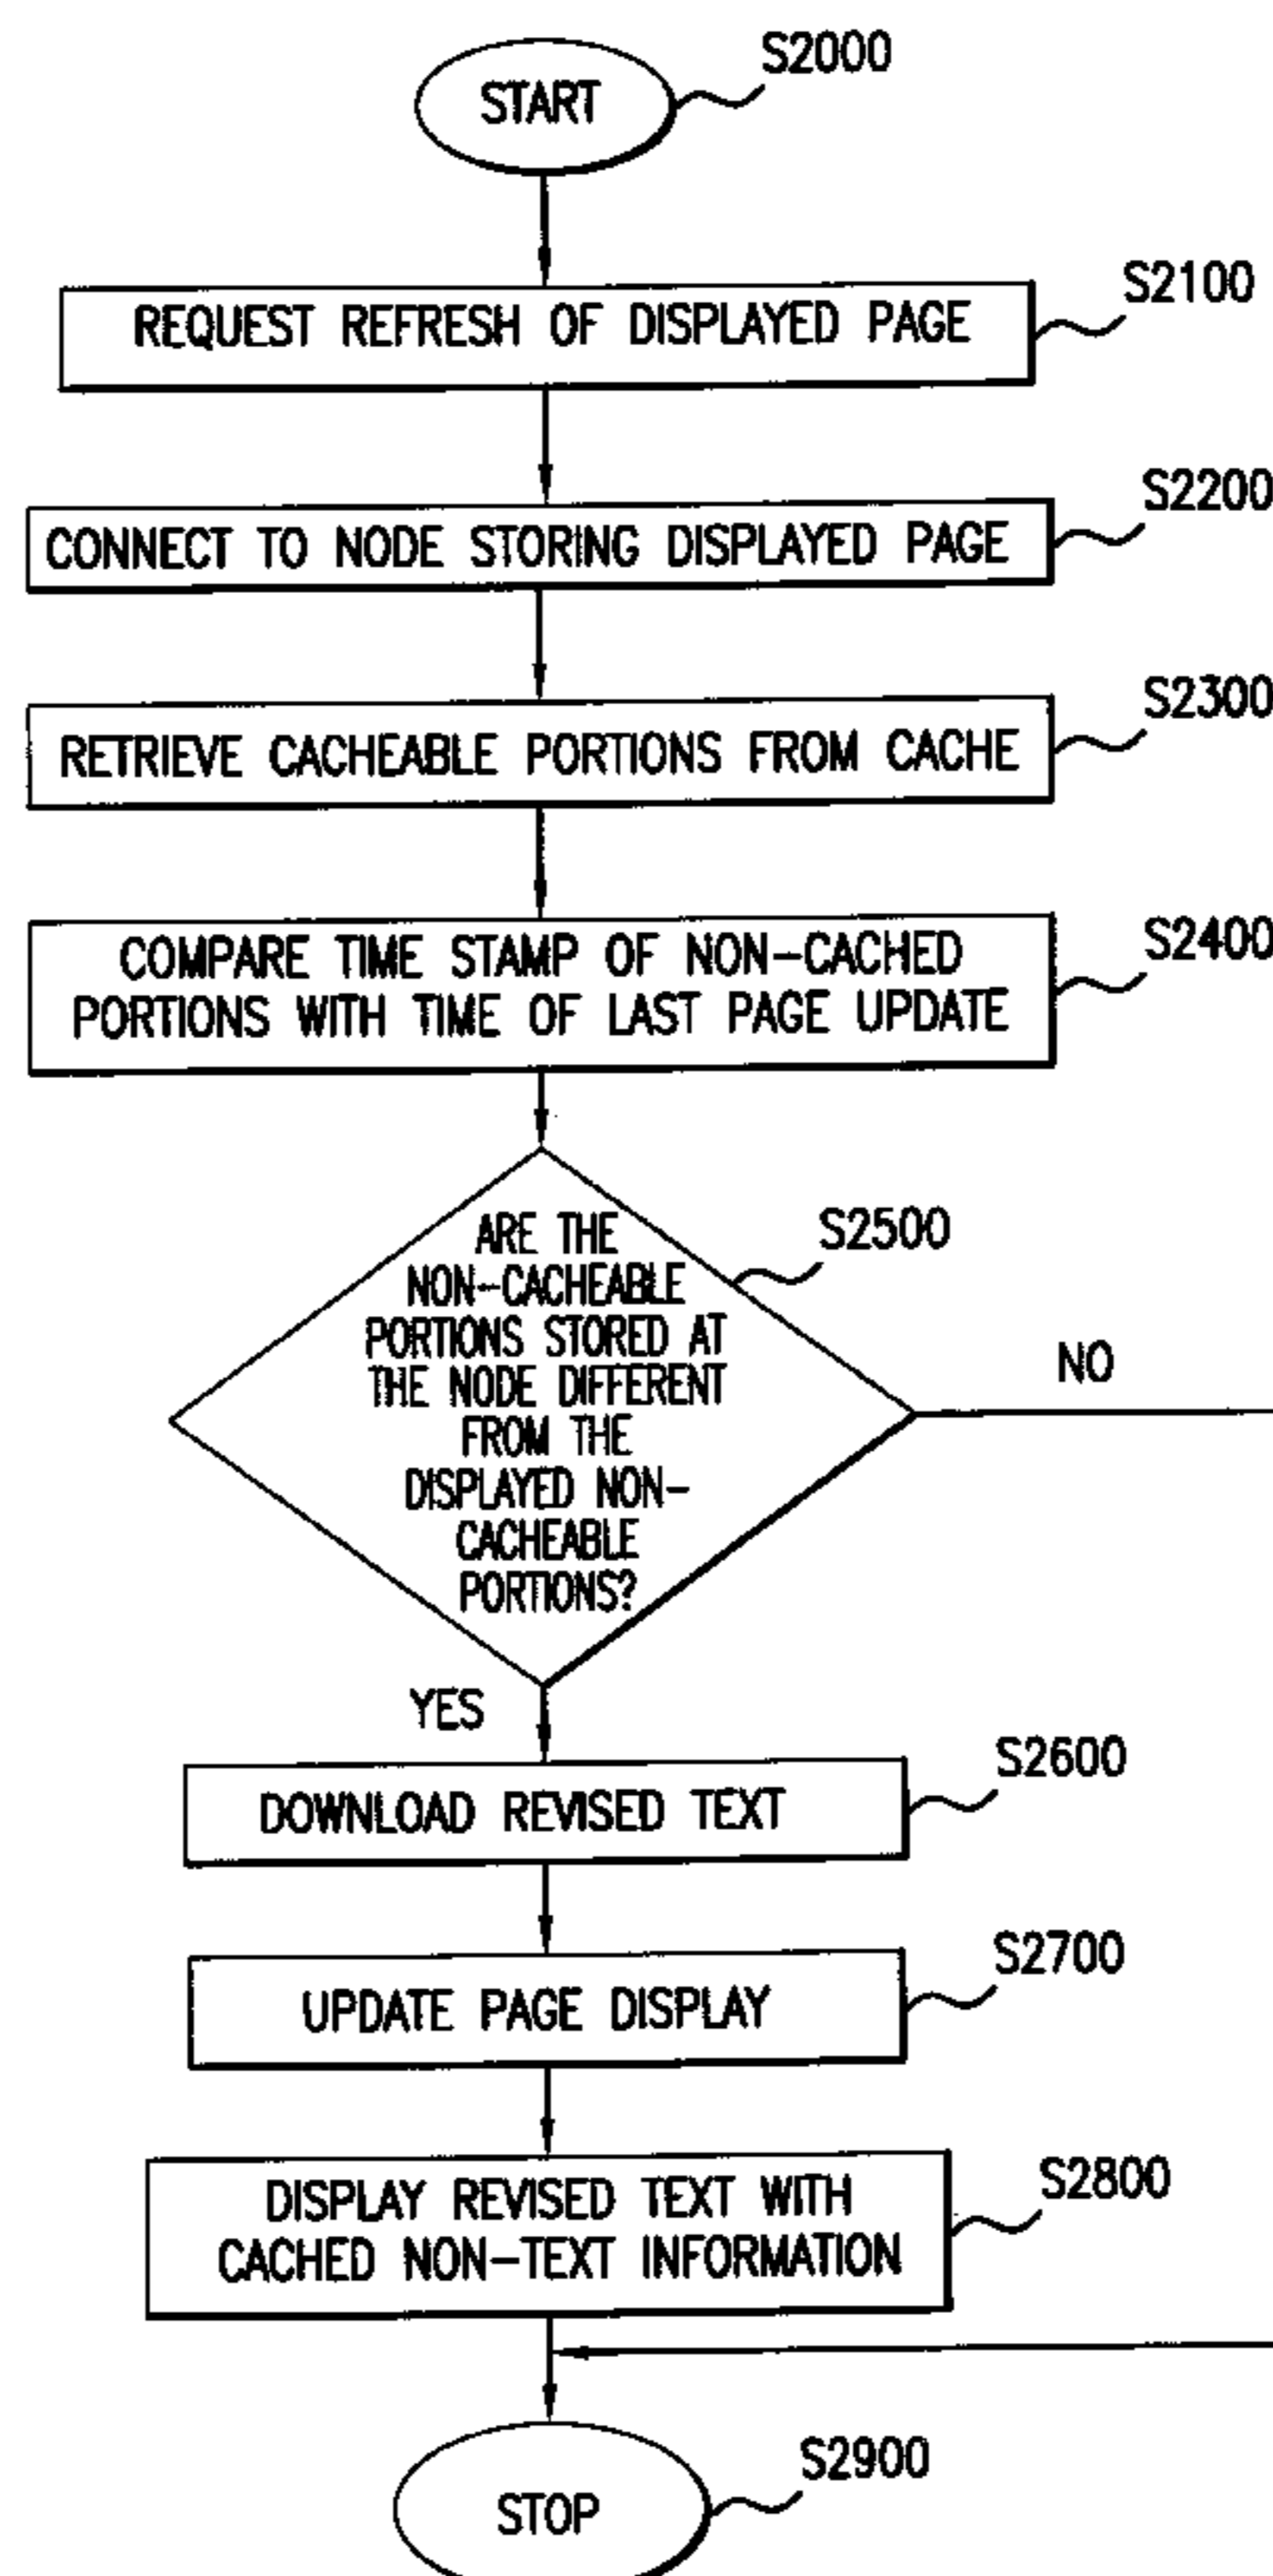 START
S2000
REQUEST REFRESH OF DISPLAYED PAGE
S2100
CONNECT TO NODE STORING DISPLAYED PAGE
S2200
RETRIEVE CACHEABLE PORTIONS FROM CACHE
S2300
COMPARE TIME STAMP OF NON-CACHED
PORTIONS WITH TIME OF LAST PAGE UPDATE
S2400
ARE THE
NON-CACHEABLE
PORTIONS STORED AT
THE NODE DIFFERENT
FROM THE
DISPLAYED NON-
CACHEABLE
PORTIONS?
S2500
NO
YES
DOWNLOAD REVISED TEXT
S2600
UPDATE PAGE DISPLAY
S2700
DISPLAY REVISED TEXT WITH
CACHED NON-TEXT INFORMATION
S2800
STOP
S2900